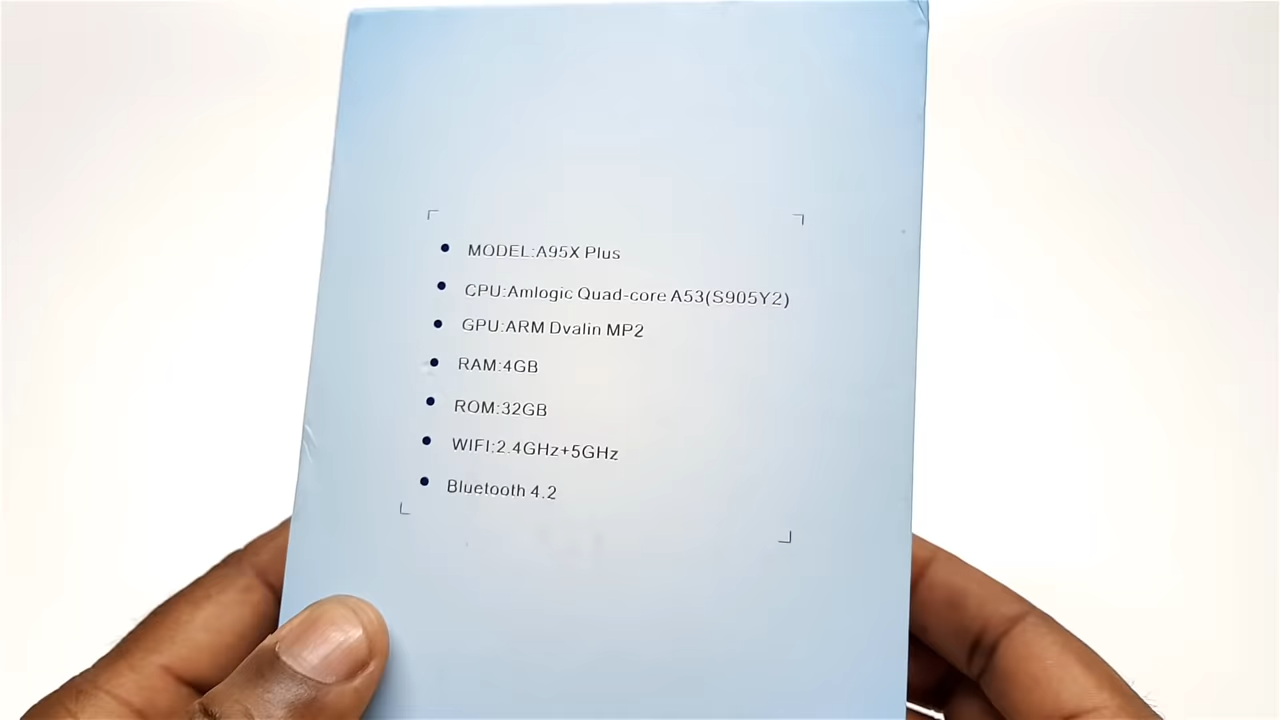 MODEL:A95X Plus
CPU:Amlogic Quad-core A53(S905Y2)
GPU:ARM Dvalin MP2
RAM:4GB
ROM:32GB
WIFI:2.4GHz+5GHz
Bluetooth 4.2